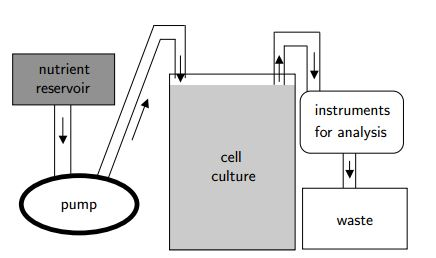 nutrient
reservoir
pump
cell
culture
instruments
for analysis
waste